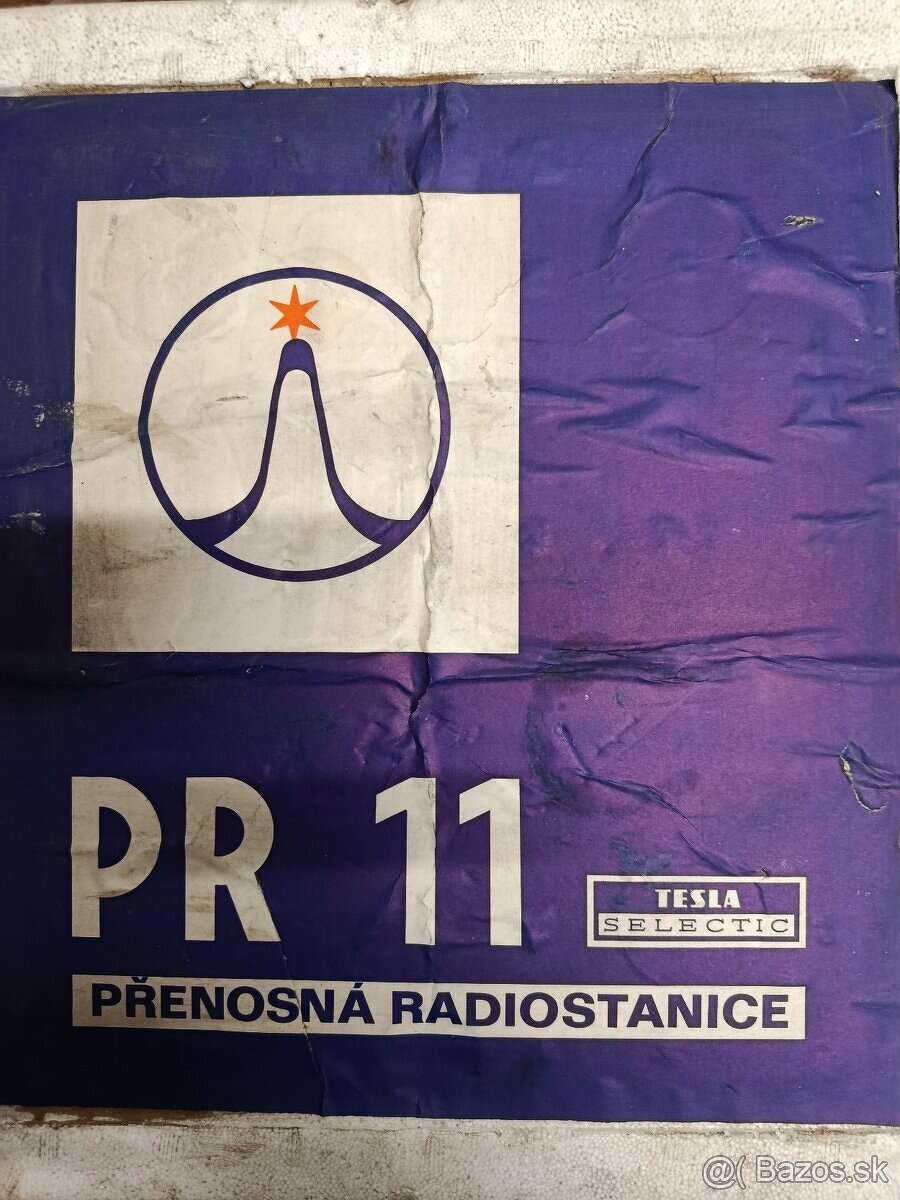 PR 11
TESLA
SELECTIC
PŘENOSNÁ RADIOSTANICE
@( Bazos.sk